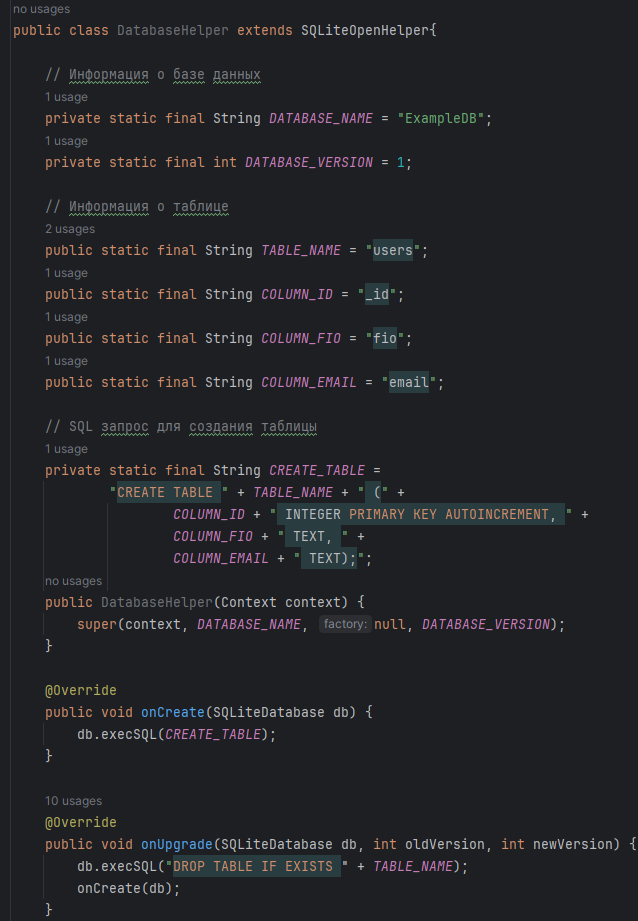 no usages
public class DatabaseHelper extends SQLiteOpenHelper{
// Информация о базе данных
1 usage
private static final String DATABASE_NAME = "ExampleDB";
1 usage
private static final int DATABASE_VERSION = 1;
// Информация о таблице
2 usages
public static final String TABLE_NAME = "users";
1 usage
public static final String COLUMN_ID = "_id";
1 usage
public static final String COLUMN_FIO = "fio";
1 usage
public static final String COLUMN_EMAIL = "email";
// SQL запрос для создания таблицы
1 usage
private static final String CREATE_TABLE =
"CREATE TABLE " + TABLE_NAME + " (" +
COLUMN_ID + " INTEGER PRIMARY KEY AUTOINCREMENT, " +
COLUMN_FIO + " TEXT, " +
COLUMN_EMAIL + " TEXT);";
no usages
public DatabaseHelper(Context context) {
super(context, DATABASE_NAME, factory: null, DATABASE_VERSION);
}
@Override
public void onCreate(SQLiteDatabase db) {
db.execSQL(CREATE_TABLE);
}
10 usages
@Override
public void onUpgrade(SQLiteDatabase db, int oldVersion, int newVersion) {
db.execSQL("DROP TABLE IF EXISTS " + TABLE_NAME);
onCreate(db);
}